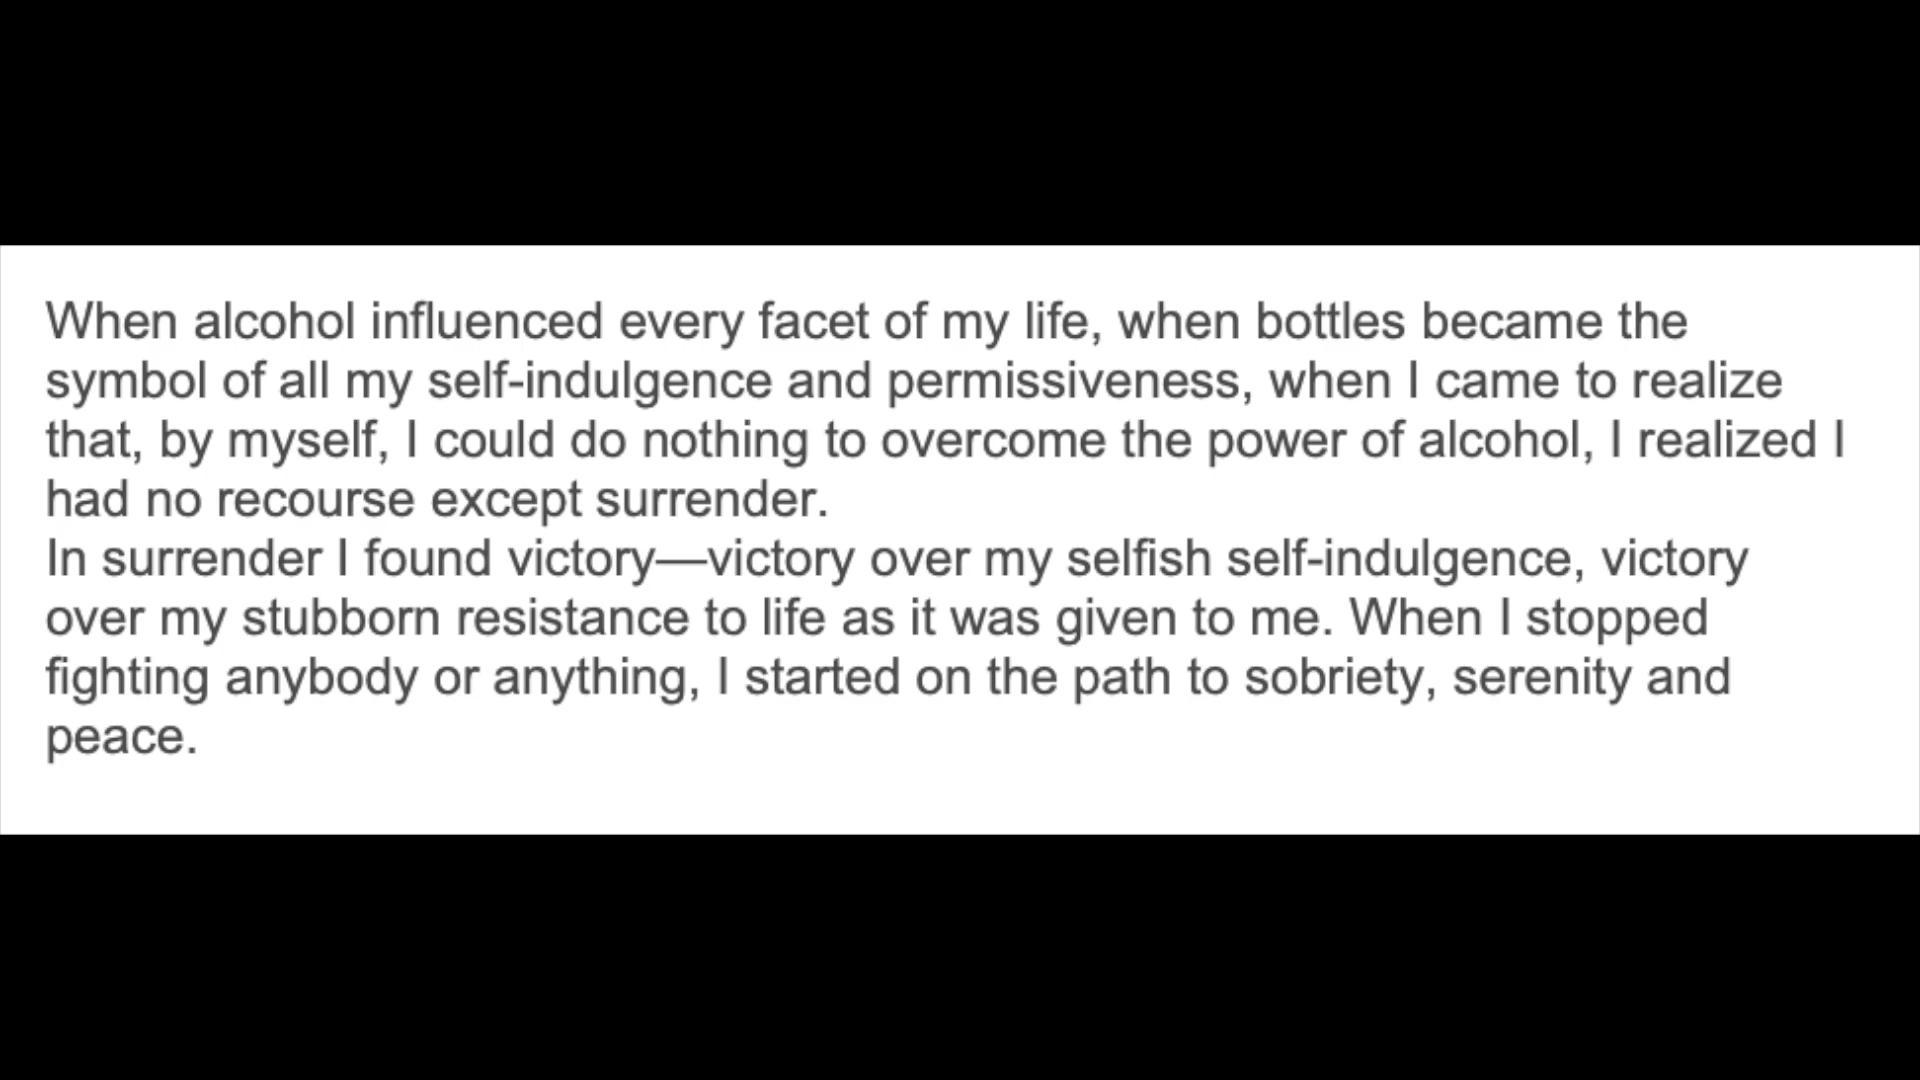 When alcohol influenced every facet of my life, when bottles became the
symbol of all my self-indulgence and permissiveness, when I came to realize
that, by myself, I could do nothing to overcome the power of alcohol, I realized I
had no recourse except surrender.
In surrender I found victory—victory over my selfish self-indulgence, victory
over my stubborn resistance to life as it was given to me. When I stopped
fighting anybody or anything, I started on the path to sobriety, serenity and
peace.